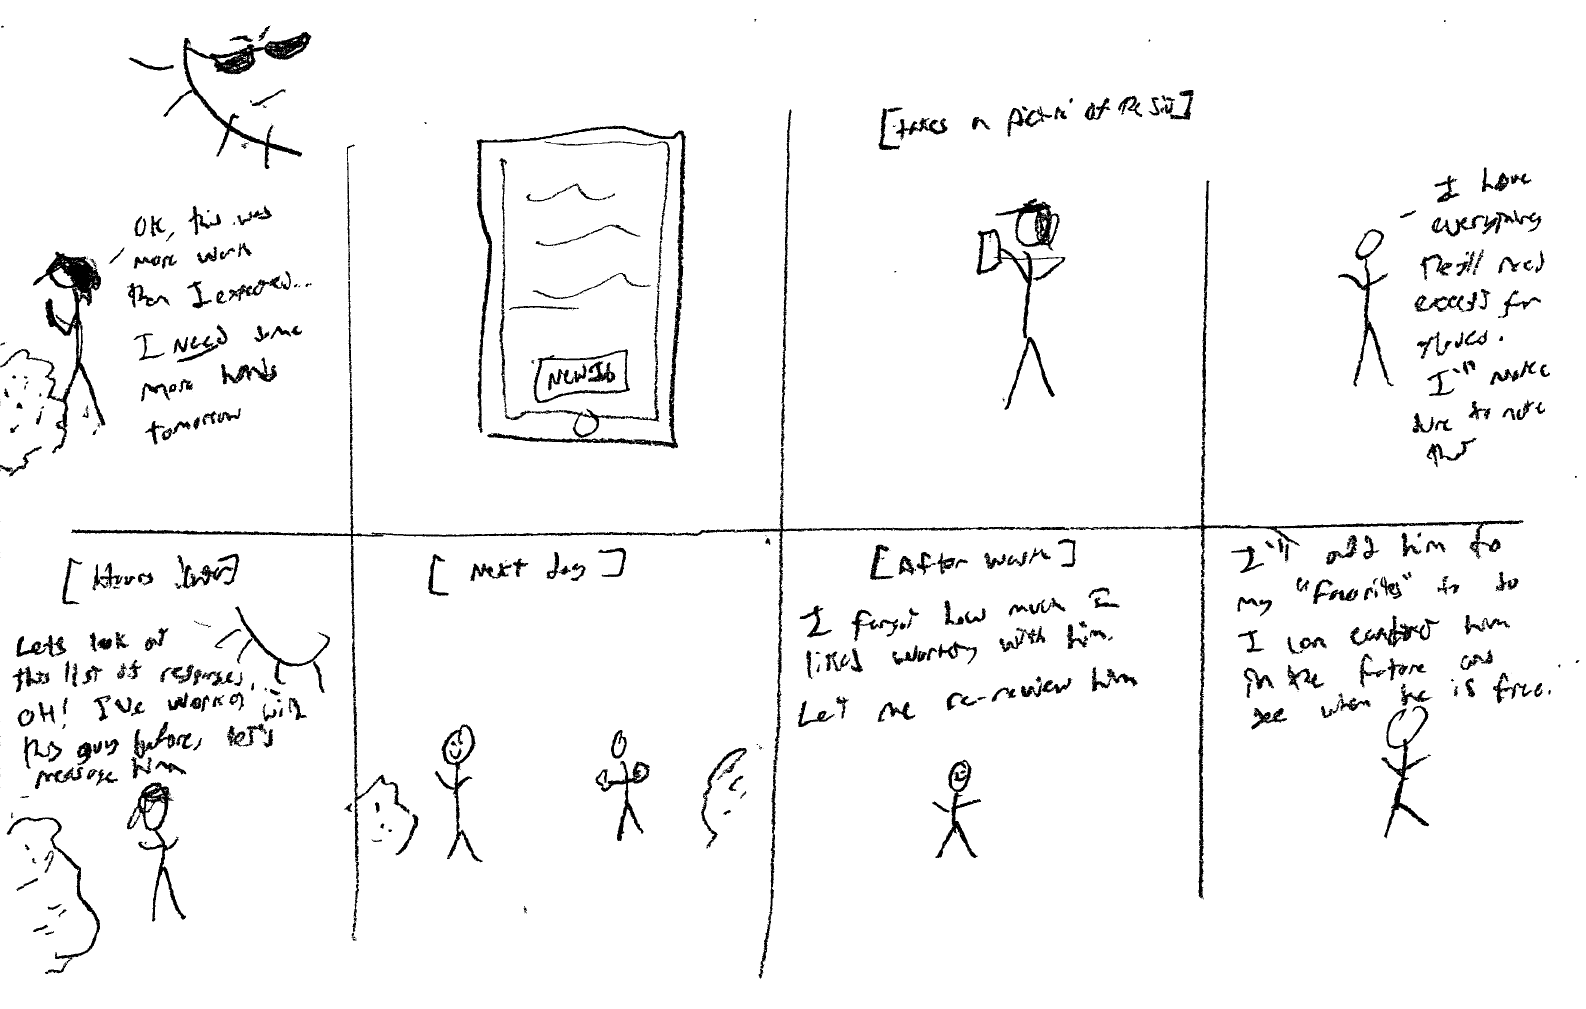 OK, this was
more work
than I expected...
I NEED some
more hands
tomorrow
NEW Job
[takes a picture of the site]
I have
everything
they'll need
except for
gloves.
I'll make
sure to note
that
[Hours later]
Lets look at
this list of responses,
OH! I've worked with
this guy before, let's
message him
[Next day]
[After work]
I forgot how much I
liked working with him.
Let me re-review him
I'll add him to
my "Favorites" so
I can contact him
in the future and
see when he is free.